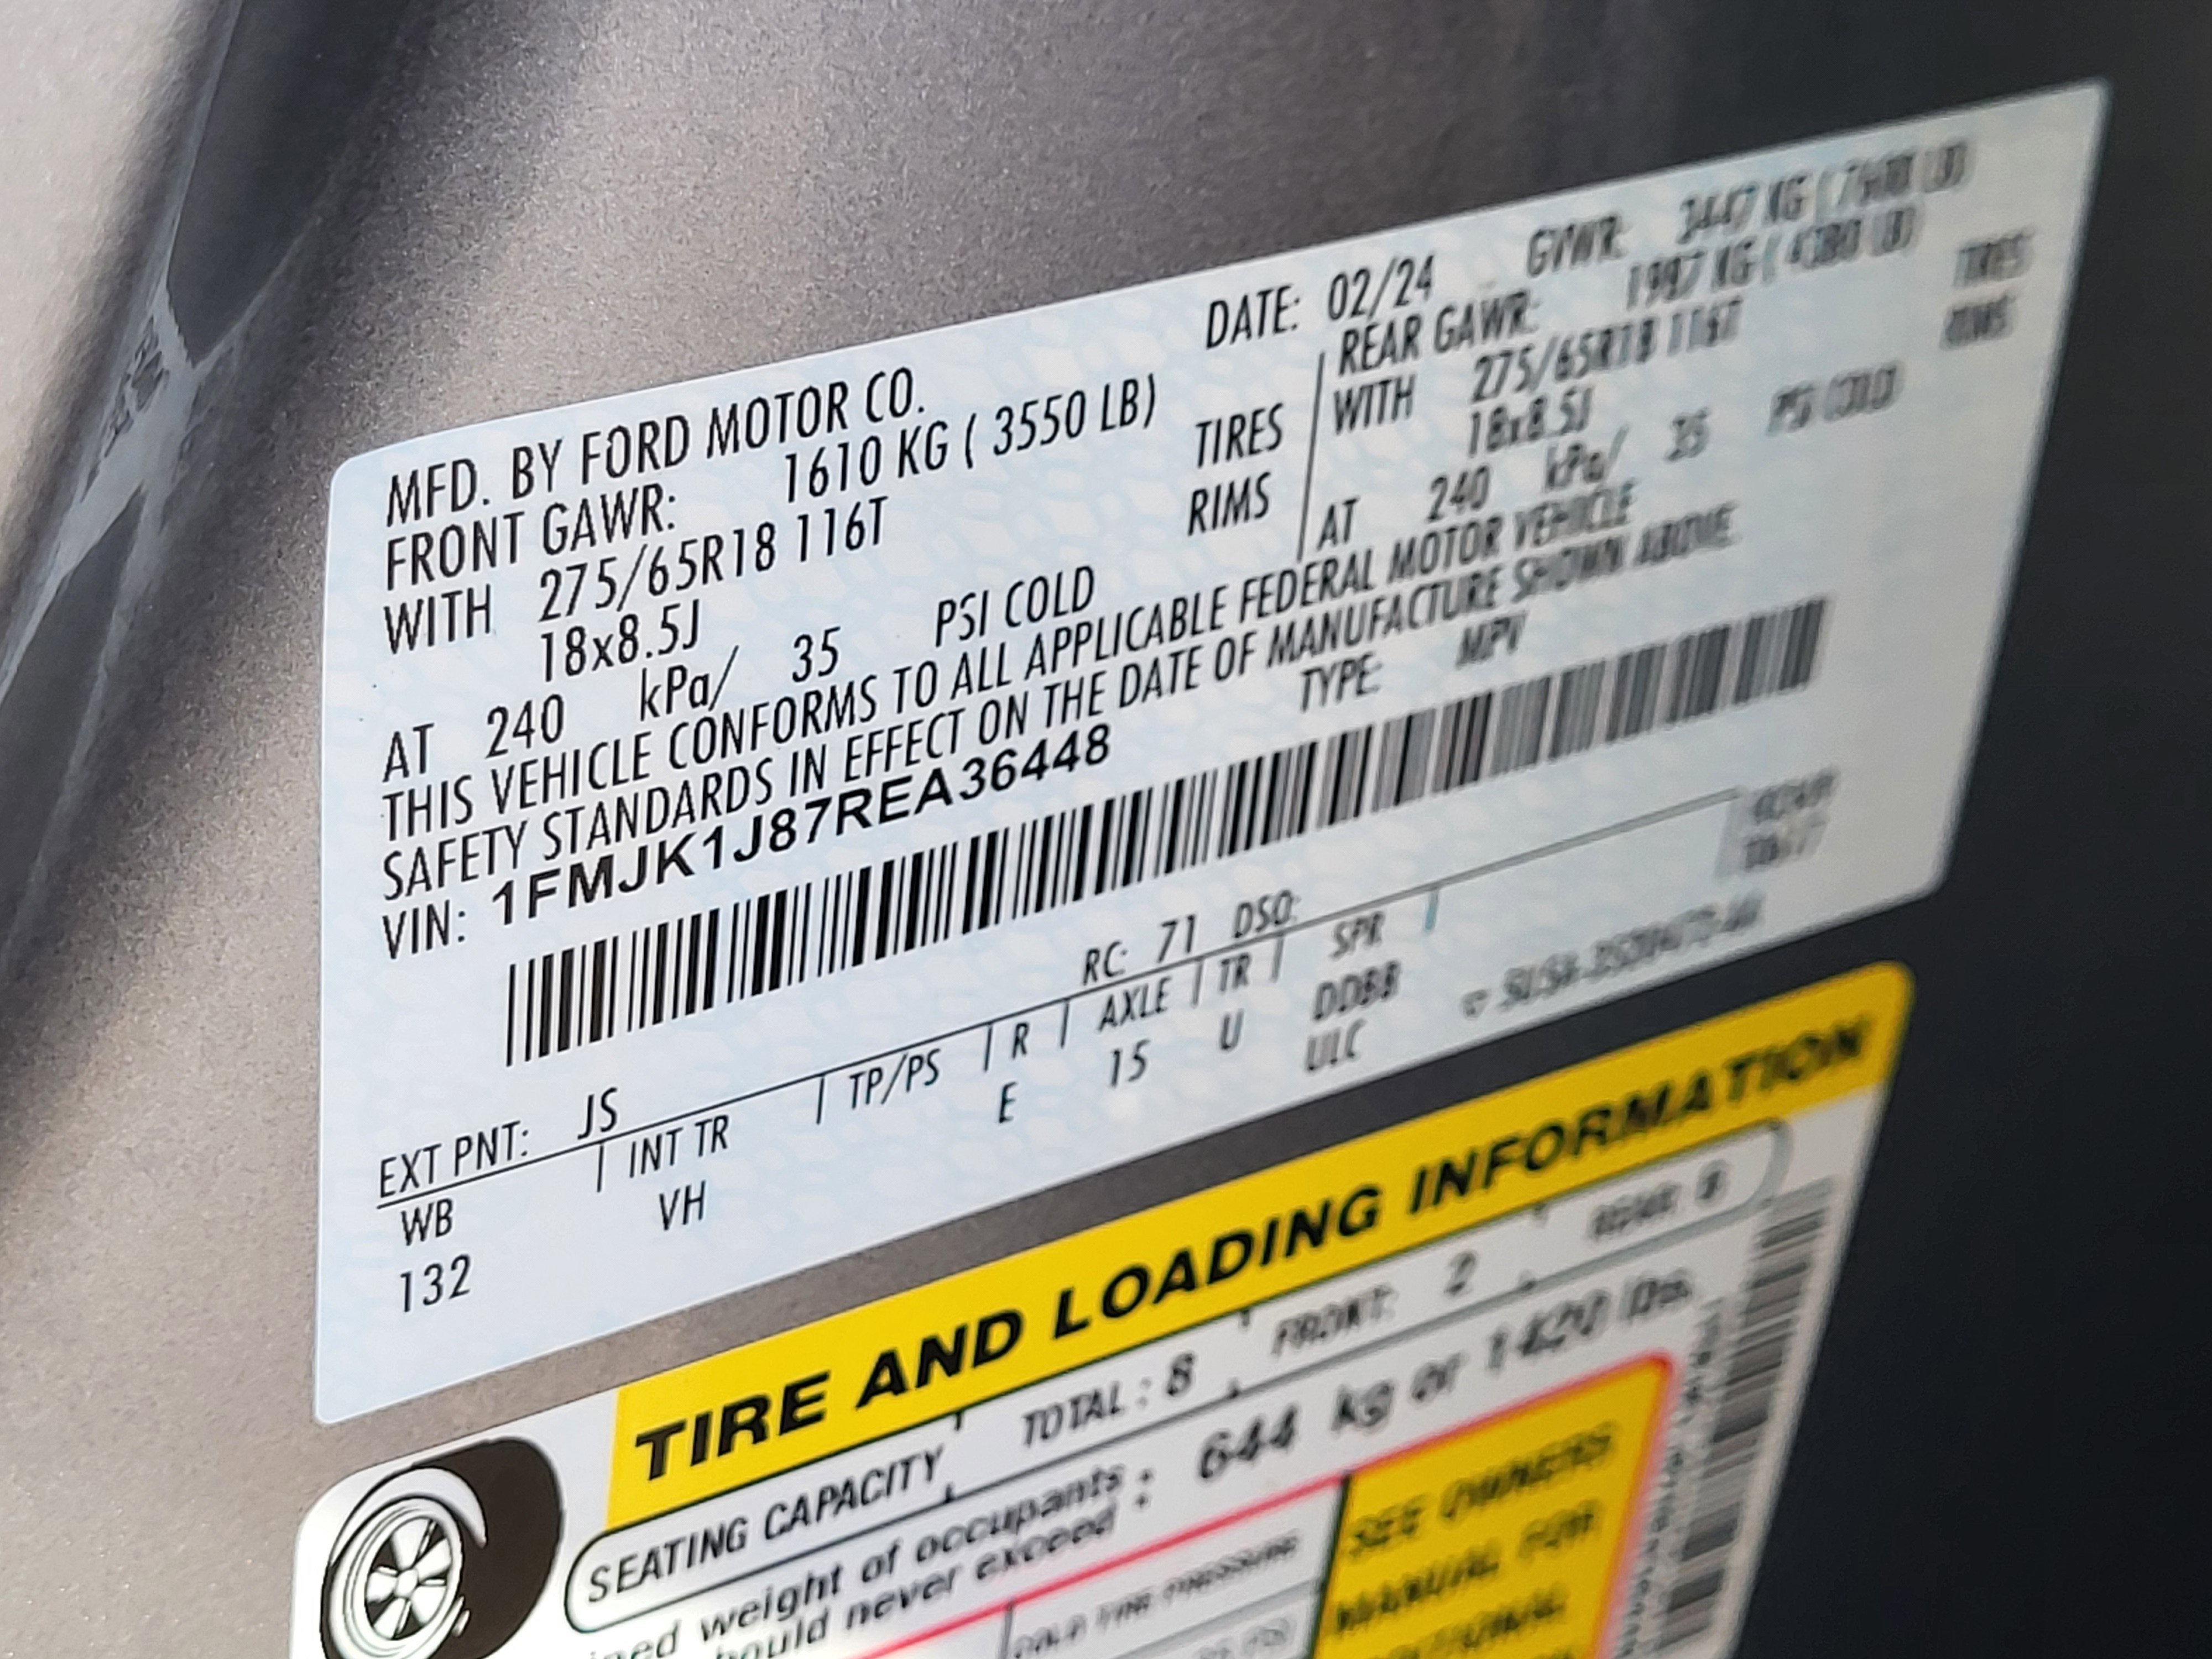 MFD. BY FORD MOTOR CO.
DATE: 02/24
GVWR:
FRONT GAWR: 1610 KG ( 3550 LB)
WITH 275/65R18 116T TIRES
18x8.5J RIMS
AT 240 kPa/ 35 PSI COLD
REAR GAWR: 1987 KG ( 4380 LB)
WITH 275/65R18 116T TIRES
18x8.5J RIMS
AT 240 kPa/ 35 PSI COLD
THIS VEHICLE CONFORMS TO ALL APPLICABLE FEDERAL MOTOR VEHICLE
SAFETY STANDARDS IN EFFECT ON THE DATE OF MANUFACTURE SHOWN ABOVE.
VIN: 1FMJK1J87REA36448
TYPE: MPV
EXT PNT: JS RC: 71 DSO:
WB | INT TR | TP/PS | R | AXLE | TR | SPR
132 VH E 15 U DDBB
ULC
TIRE AND LOADING INFORMATION
SEATING CAPACITY TOTAL : 8 FRONT: 2 REAR:
weight of occupants
never exceed : 644 kg or 1420 lbs.
COLD TIRE PRESSURE
SEE OWNERS
MANUAL FOR